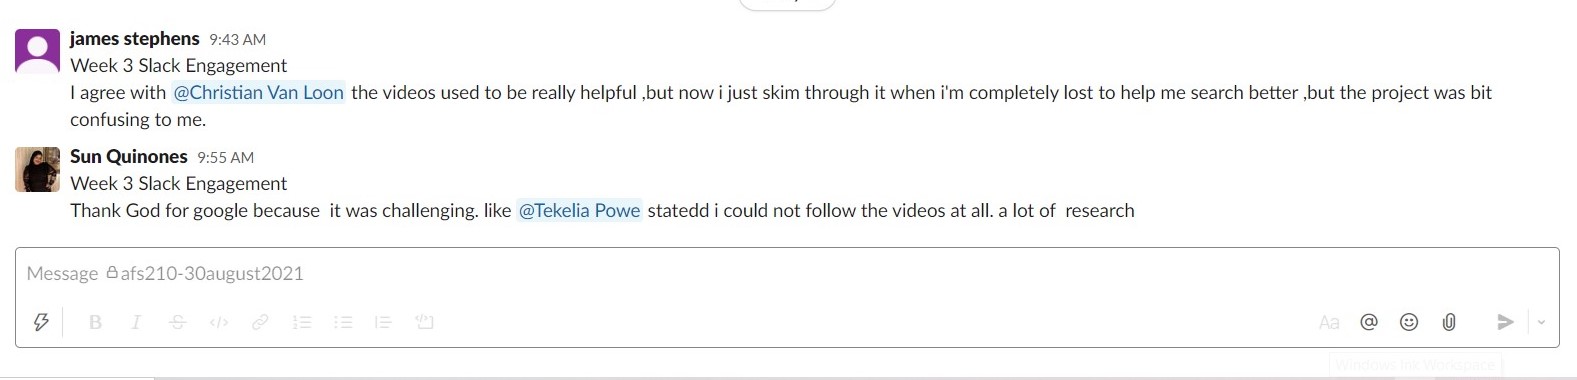 james stephens 9:43 AM
Week 3 Slack Engagement
I agree with @Christian Van Loon the videos used to be really helpful ,but now i just skim through it when i'm completely lost to help me search better ,but the project was bit
confusing to me.
Sun Quinones 9:55 AM
Week 3 Slack Engagement
Thank God for google because  it was challenging. like @Tekelia Powe statedd i could not follow the videos at all. a lot of  research
Message afs210-30august2021
B I S </>
Aa @
Windows Ink Workspace